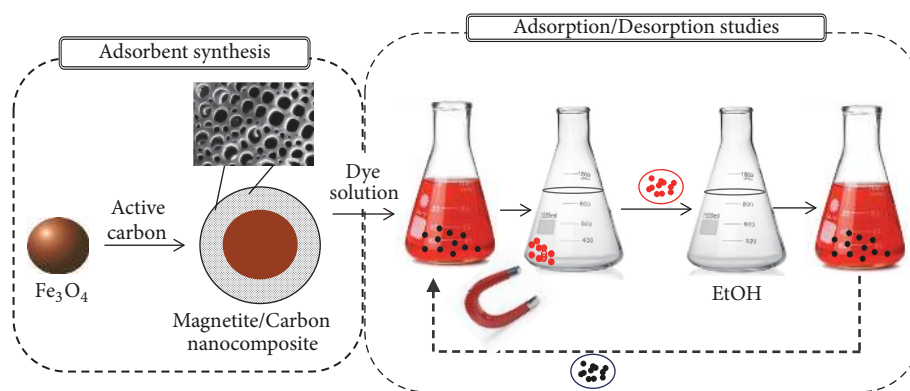 Adsorbent synthesis
Adsorption/Desorption studies
Active
carbon
Fe₃O₄
Magnetite/Carbon
nanocomposite
Dye
solution
EtOH